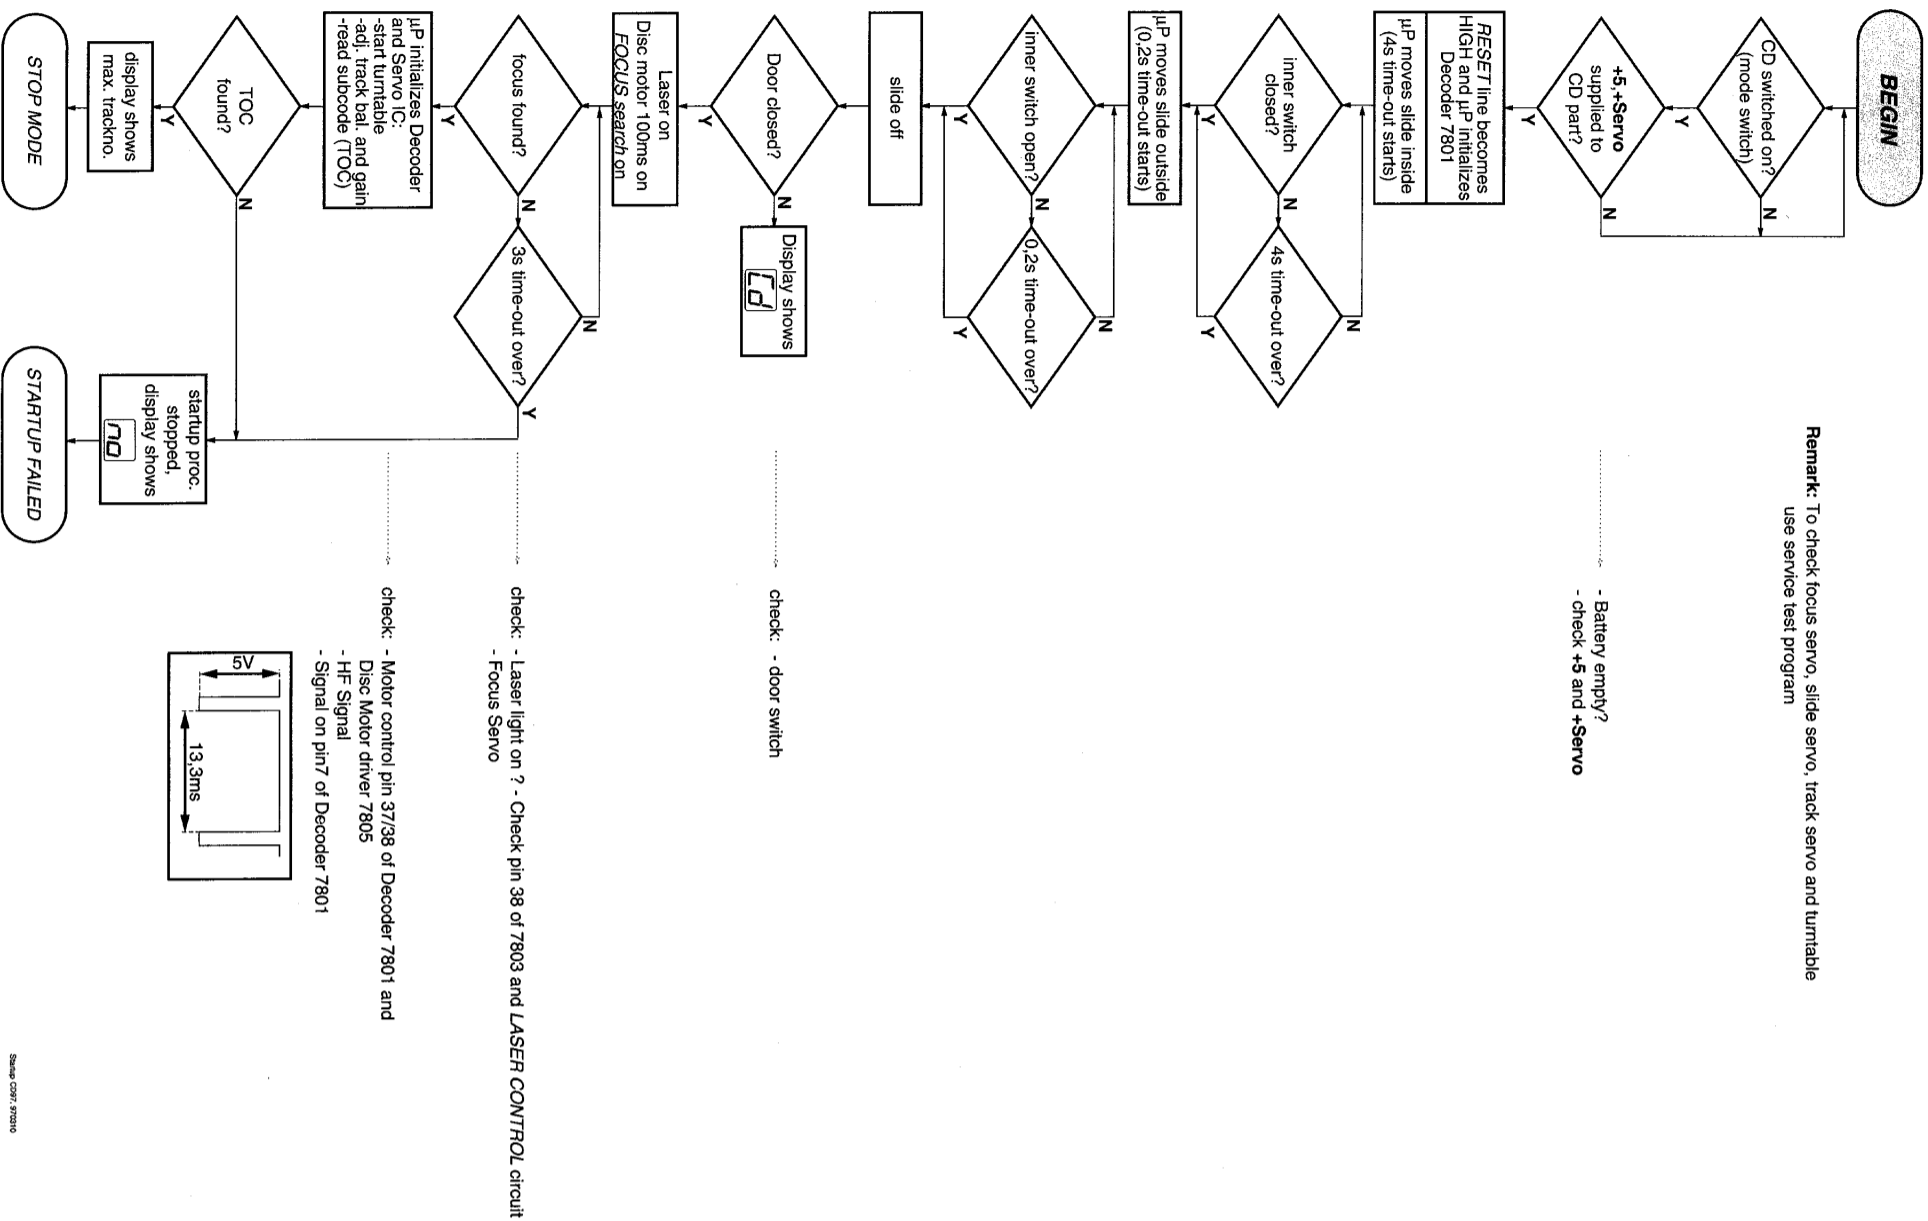 BEGIN
CD switched on?
(mode switch)
N
Y
+5,+Servo
supplied to
CD part?
N
Y
RESET line becomes
HIGH and µP initializes
Decoder 7801
µP moves slide inside
(4s time-out starts)
inner switch
closed?
N
Y
4s time-out over?
N
Y
µP moves slide outside
(0,2s time-out starts)
inner switch open?
N
Y
0,2s time-out over?
N
Y
slide off
Door closed?
N
Y
Display shows
Cd
Laser on
Disc motor 100ms on
FOCUS search on
focus found?
N
Y
3s time-out over?
N
Y
µP initializes Decoder
and Servo IC:
-start turntable
-adj. track bal. and gain
-read subcode (TOC)
TOC
found?
N
Y
display shows
max. trackno.
STOP MODE
startup proc.
stopped,
display shows
no
STARTUP FAILED
Remark: To check focus servo, slide servo, track servo and turntable
use service test program
- Battery empty?
- check +5 and +Servo
check: - door switch
check: - Laser light on ? - Check pin 38 of 7803 and LASER CONTROL circuit
- Focus Servo
check: - Motor control pin 37/38 of Decoder 7801 and
Disc Motor driver 7805
- HF Signal
- Signal on pin7 of Decoder 7801
5V
13,3ms
Startup CD97, 970310